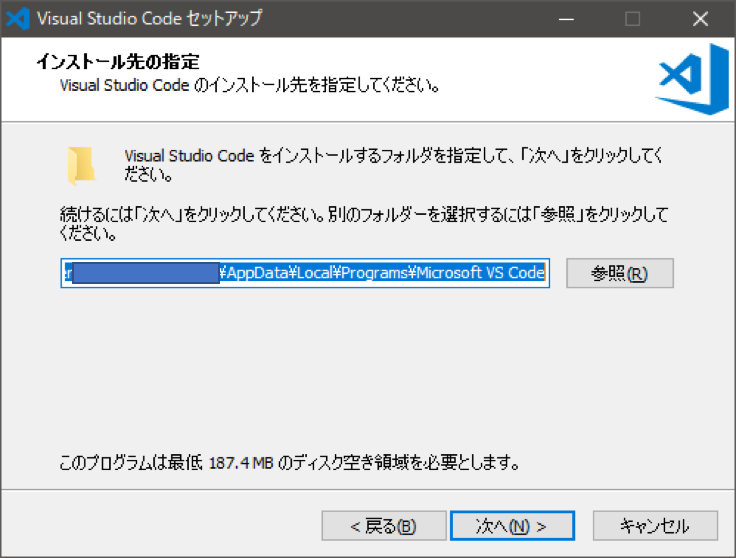 Visual Studio Code セットアップ
インストール先の指定
Visual Studio Code のインストール先を指定してください。
Visual Studio Code をインストールするフォルダを指定して、「次へ」をクリックしてく
ださい。
続けるには「次へ」をクリックしてください。別のフォルダーを選択するには「参照」をクリックして
ください。
er ¥AppData¥Local¥Programs¥Microsoft VS Code
参照(R)
このプログラムは最低 187.4 MB のディスク空き領域を必要とします。
< 戻る(B)
次へ(N) >
キャンセル